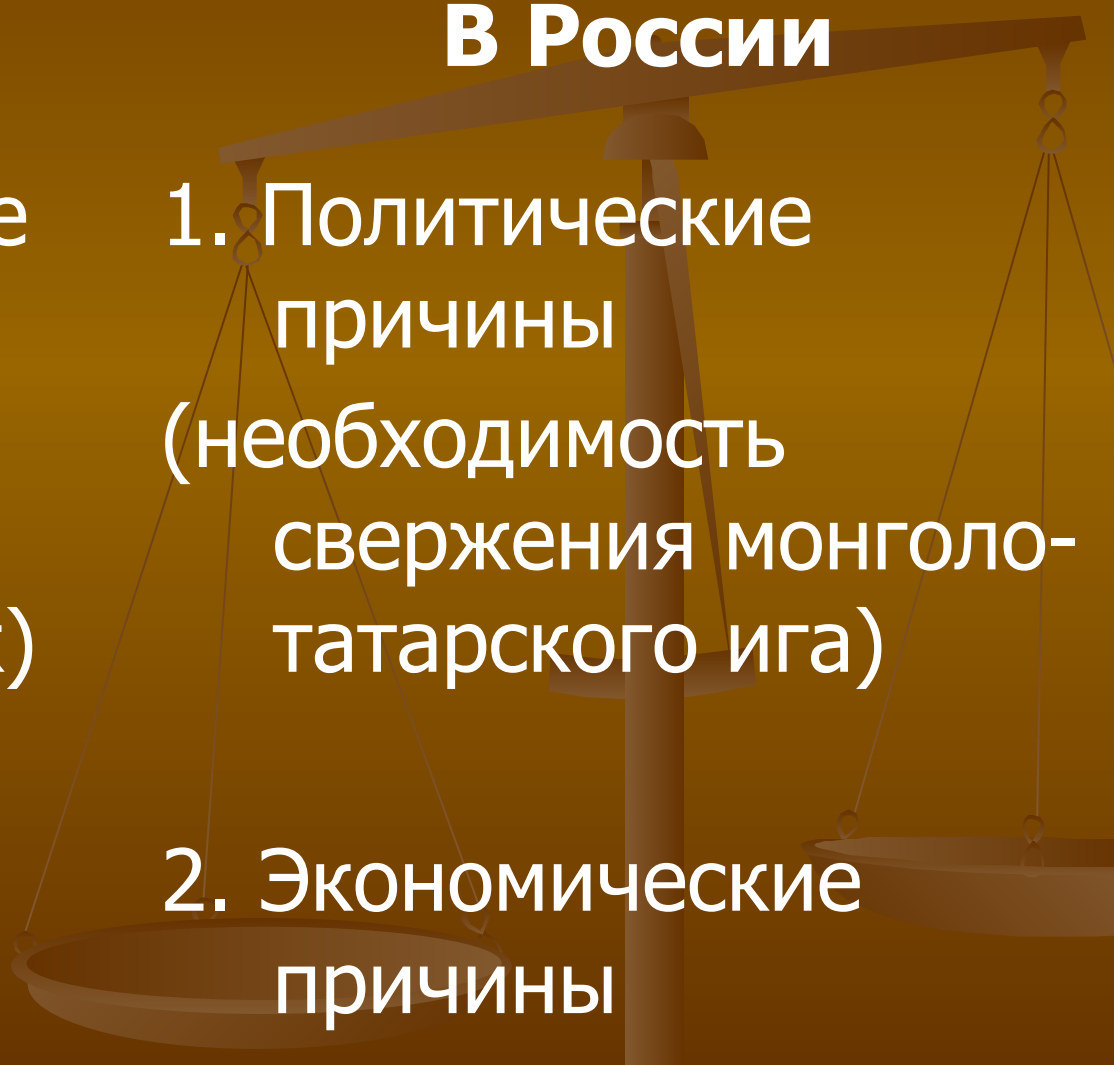 В России
1. Политические
причины
(необходимость
свержения монголо-
татарского ига)
2. Экономические
причины